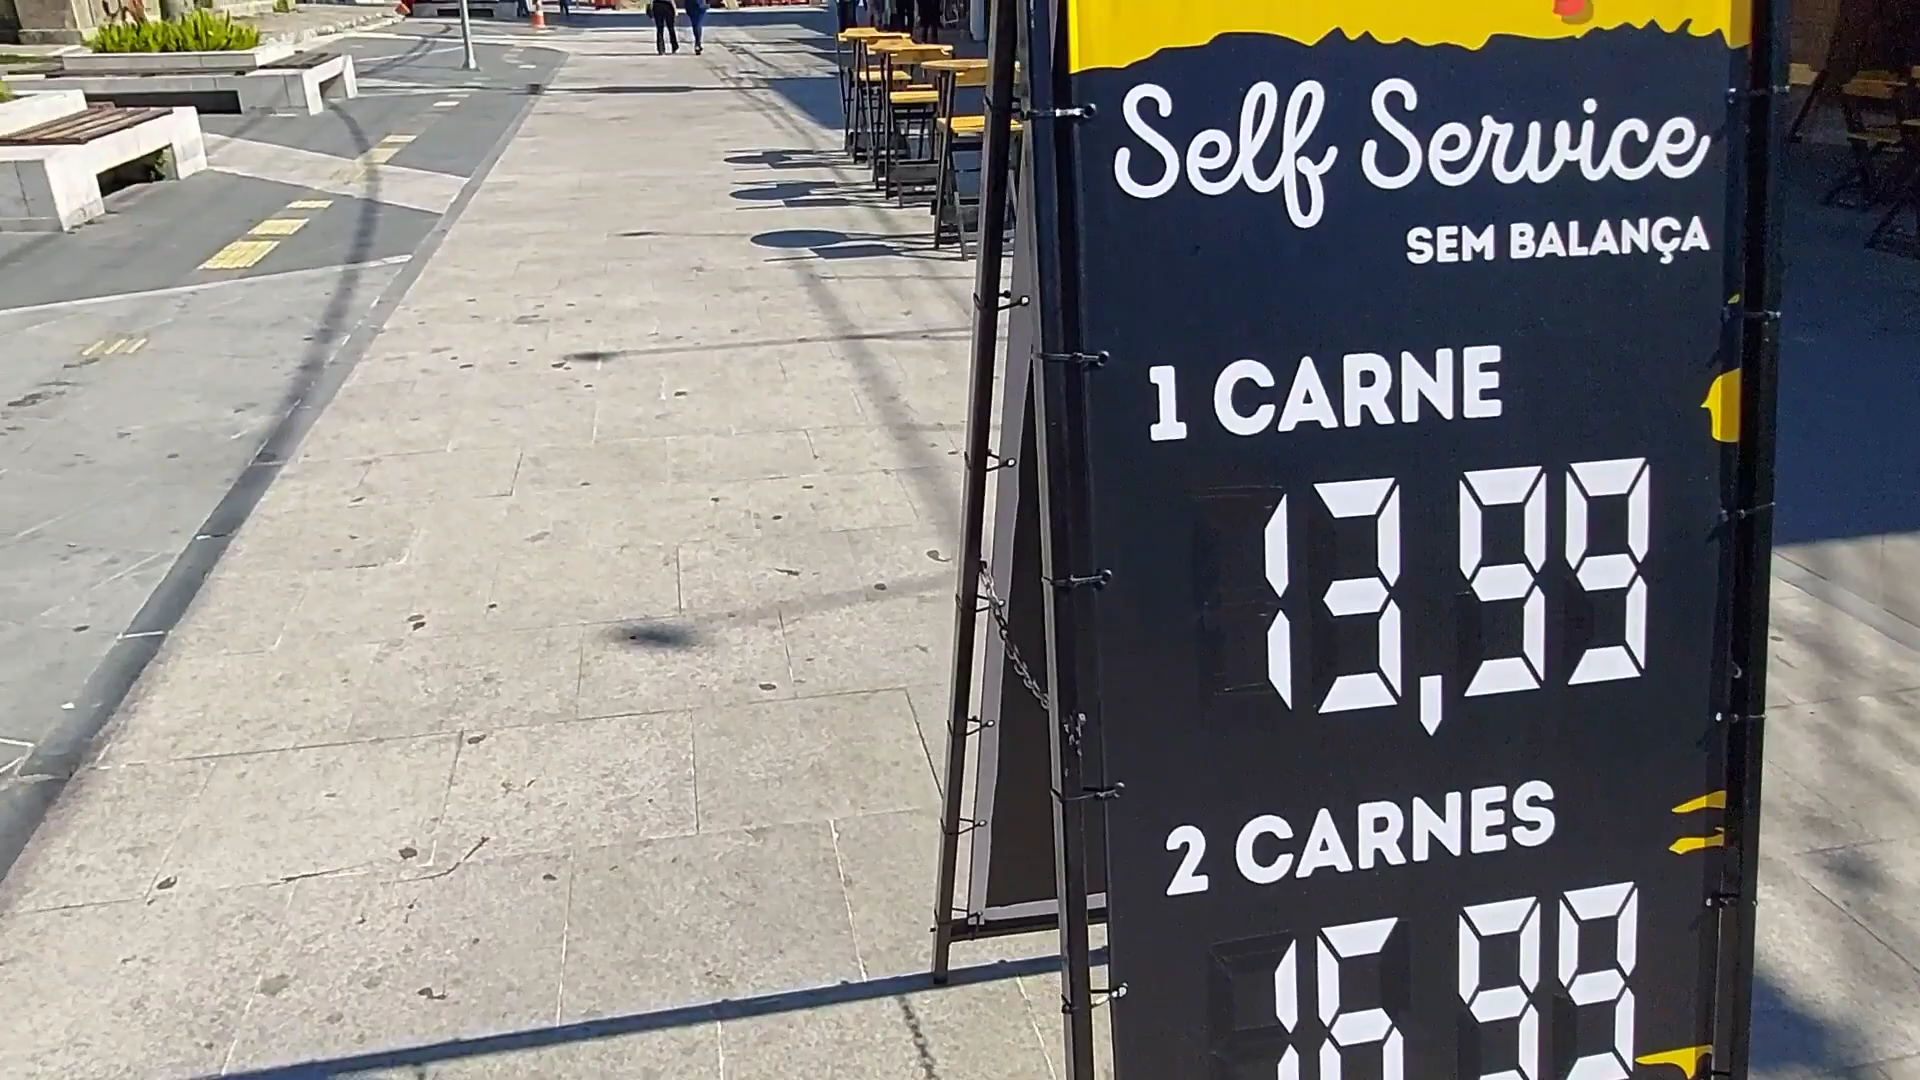 Self Service
SEM BALANÇA
1 CARNE
13,99
2 CARNES
16,99